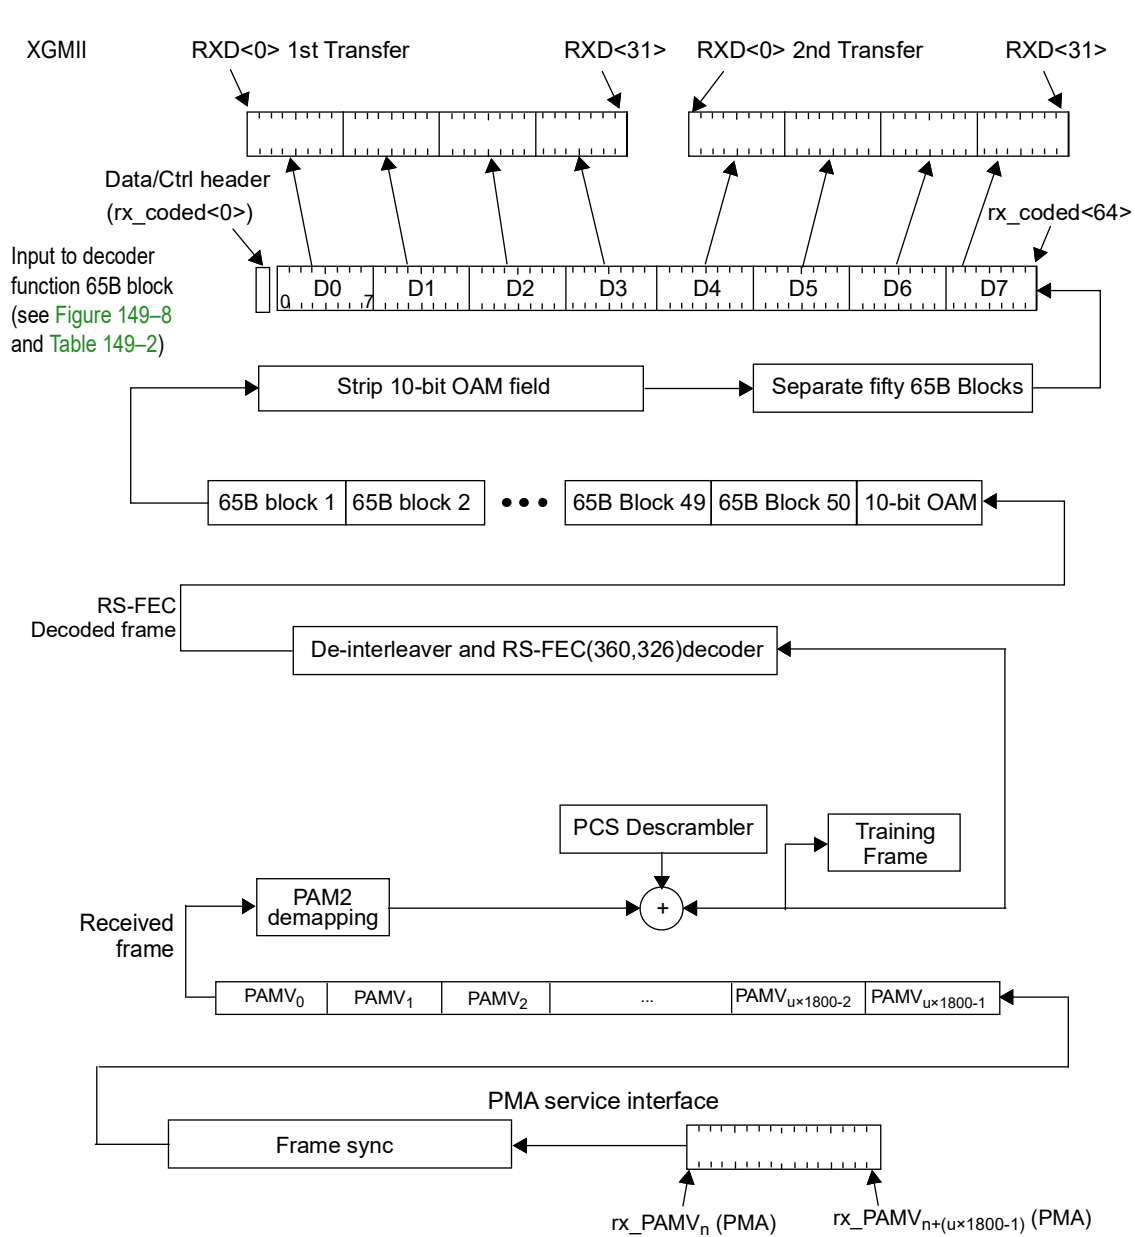 XGMII
RXD<0> 1st Transfer
RXD<31>
RXD<0> 2nd Transfer
RXD<31>
Data/Ctrl header
(rx_coded<0>)
rx_coded<64>
Input to decoder
function 65B block
(see Figure 149–8
and Table 149–2)
0 D0 7 D1 D2 D3 D4 D5 D6 D7
Strip 10-bit OAM field
Separate fifty 65B Blocks
65B block 1 65B block 2 ••• 65B Block 49 65B Block 50 10-bit OAM
RS-FEC
Decoded frame
De-interleaver and RS-FEC(360,326)decoder
PCS Descrambler
Training
Frame
PAM2
demapping
+
Received
frame
PAMV0 PAMV1 PAMV2 ... PAMVu×1800-2 PAMVu×1800-1
PMA service interface
Frame sync
rx_PAMVn (PMA)
rx_PAMVn+(u×1800-1) (PMA)